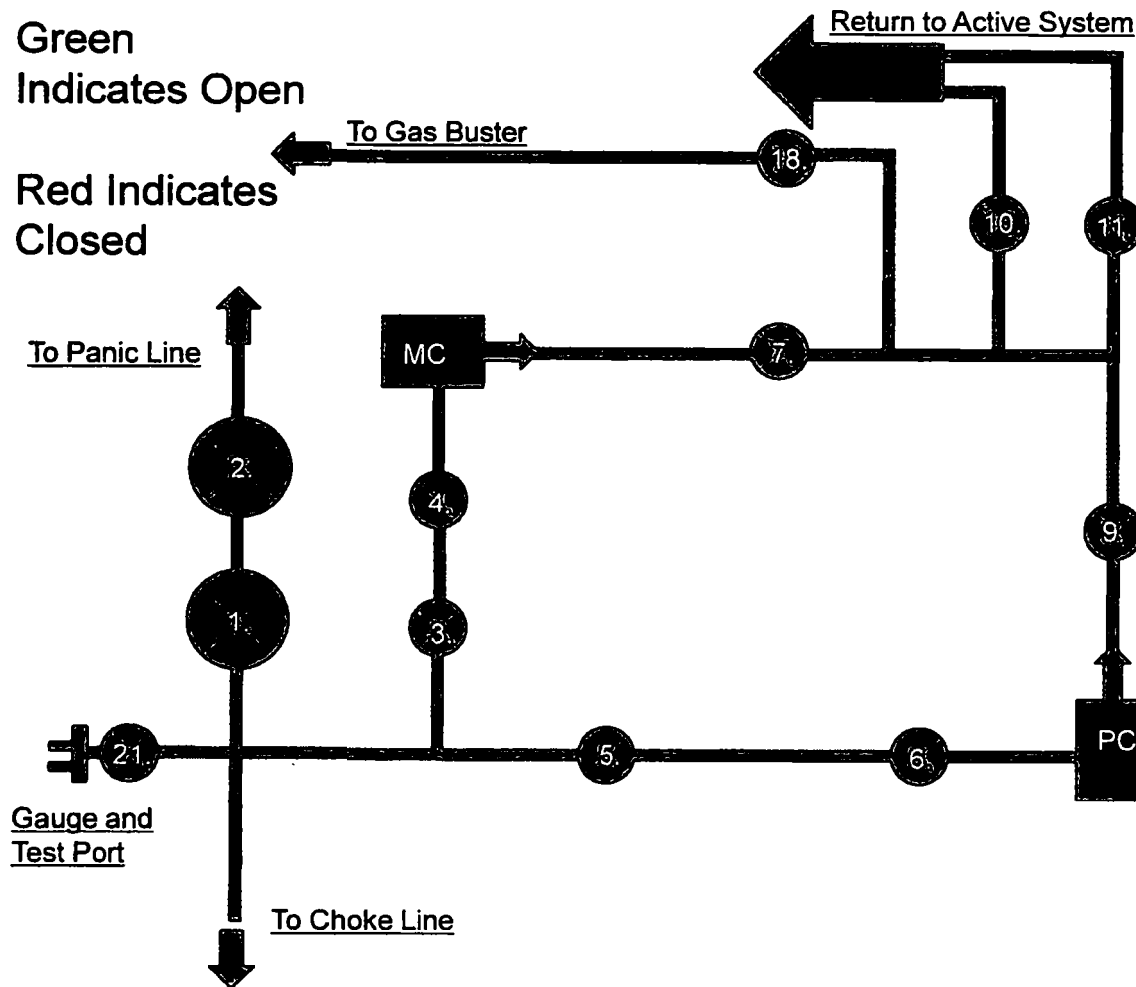 Green
Indicates Open
Return to Active System
To Gas Buster
18
Red Indicates
Closed
10
11
To Panic Line
MC
7
2
4
9
1
3
21
5
6
PC
Gauge and
Test Port
To Choke Line